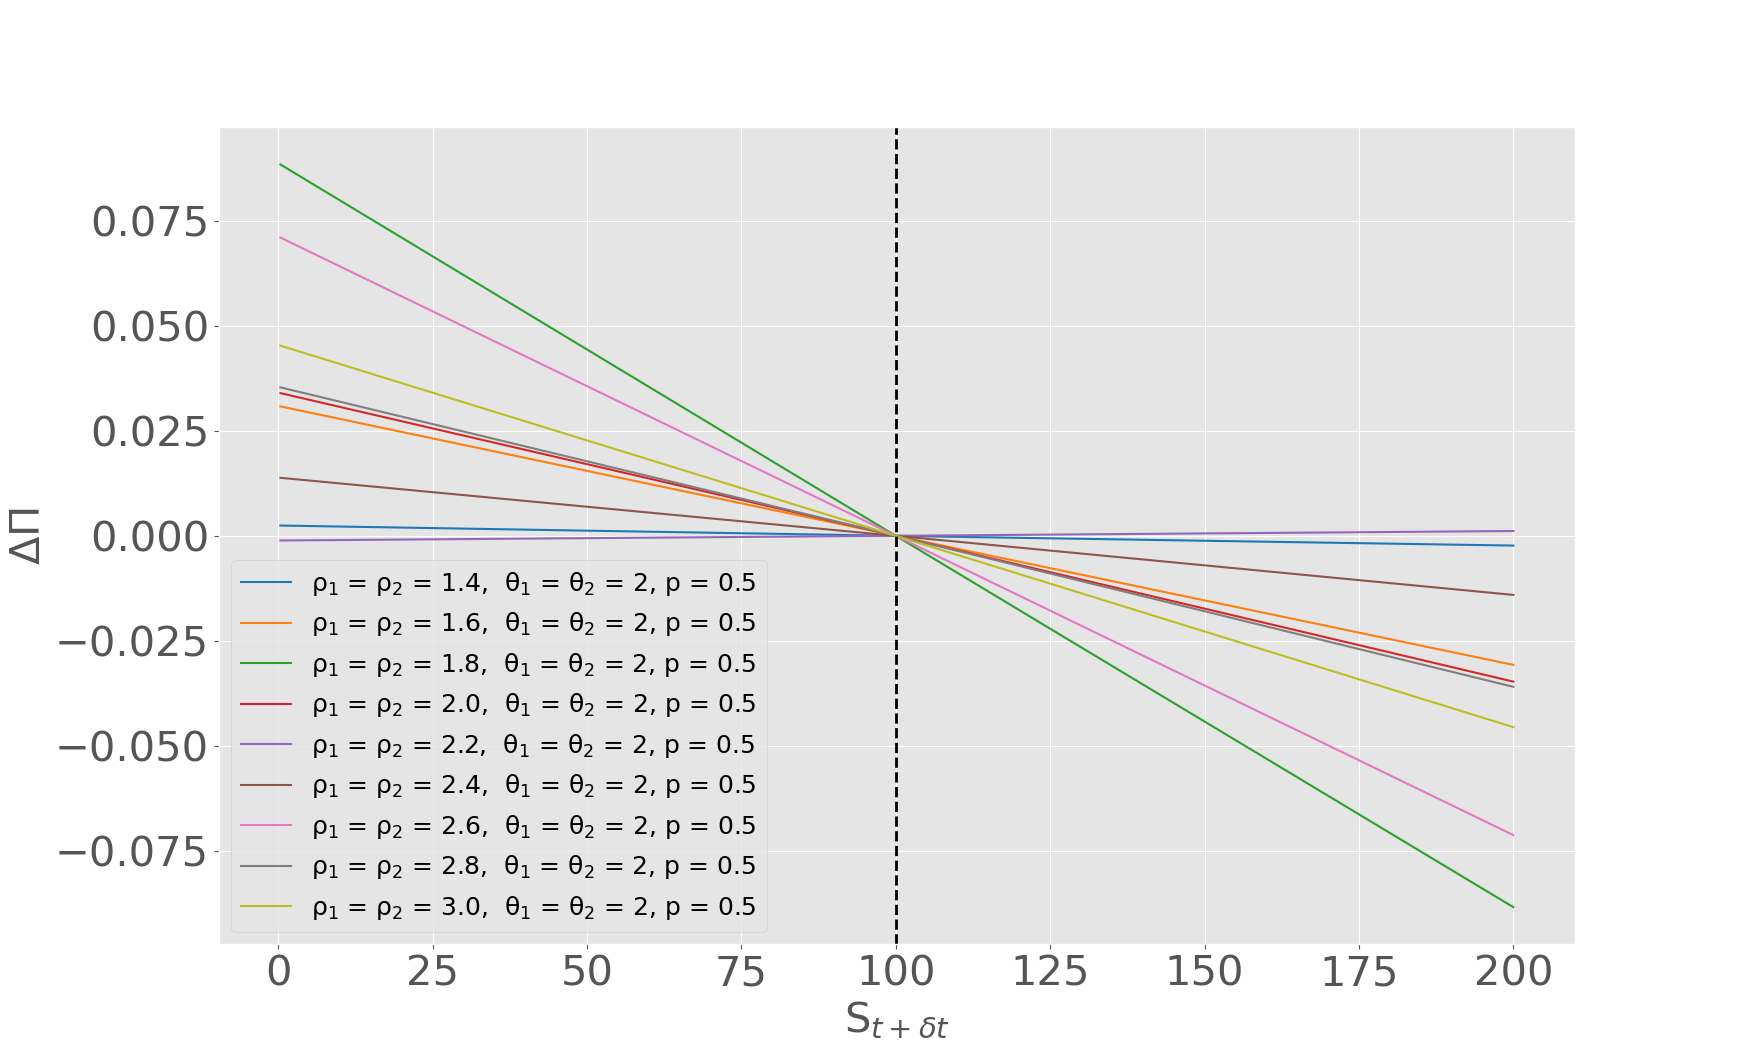 0.075
0.050
0.025
0.000
−0.025
−0.050
−0.075
ΔΠ
ρ₁ = ρ₂ = 1.4, θ₁ = θ₂ = 2, p = 0.5
ρ₁ = ρ₂ = 1.6, θ₁ = θ₂ = 2, p = 0.5
ρ₁ = ρ₂ = 1.8, θ₁ = θ₂ = 2, p = 0.5
ρ₁ = ρ₂ = 2.0, θ₁ = θ₂ = 2, p = 0.5
ρ₁ = ρ₂ = 2.2, θ₁ = θ₂ = 2, p = 0.5
ρ₁ = ρ₂ = 2.4, θ₁ = θ₂ = 2, p = 0.5
ρ₁ = ρ₂ = 2.6, θ₁ = θ₂ = 2, p = 0.5
ρ₁ = ρ₂ = 2.8, θ₁ = θ₂ = 2, p = 0.5
ρ₁ = ρ₂ = 3.0, θ₁ = θ₂ = 2, p = 0.5
0 25 50 75 100 125 150 175 200
S_{t + δt}